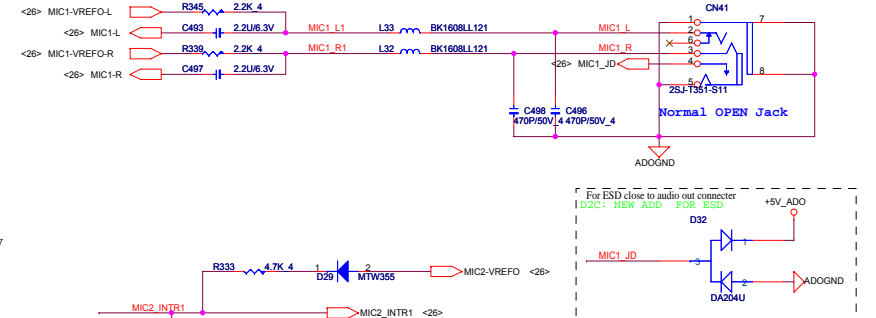 CN41
<26> MIC1-VREFO-L R345 2.2K_4 1 7
<26> MIC1-L C493 2.2U/6.3V MIC1_L1 L33 BK1608LL121 MIC1_L 2
6
<26> MIC1-VREFO-R R339 2.2K_4 MIC1_R1 L32 BK1608LL121 MIC1_R 3
<26> MIC1_JD 4
<26> MIC1-R C497 2.2U/6.3V 8
5
2SJ-T351-S11
C498 C496
470P/50V_4 470P/50V_4
Normal OPEN Jack
ADOGND
For ESD close to audio out connecter
D2C: NEW ADD FOR ESD +5V_ADO
D32
1
MIC1_JD 3
R333 4.7K_4 1 2 MIC2-VREFO <26>
D29 MTW355
2 ADOGND
DA204U
MIC2_INTR1 MIC2_INTR1 <26>